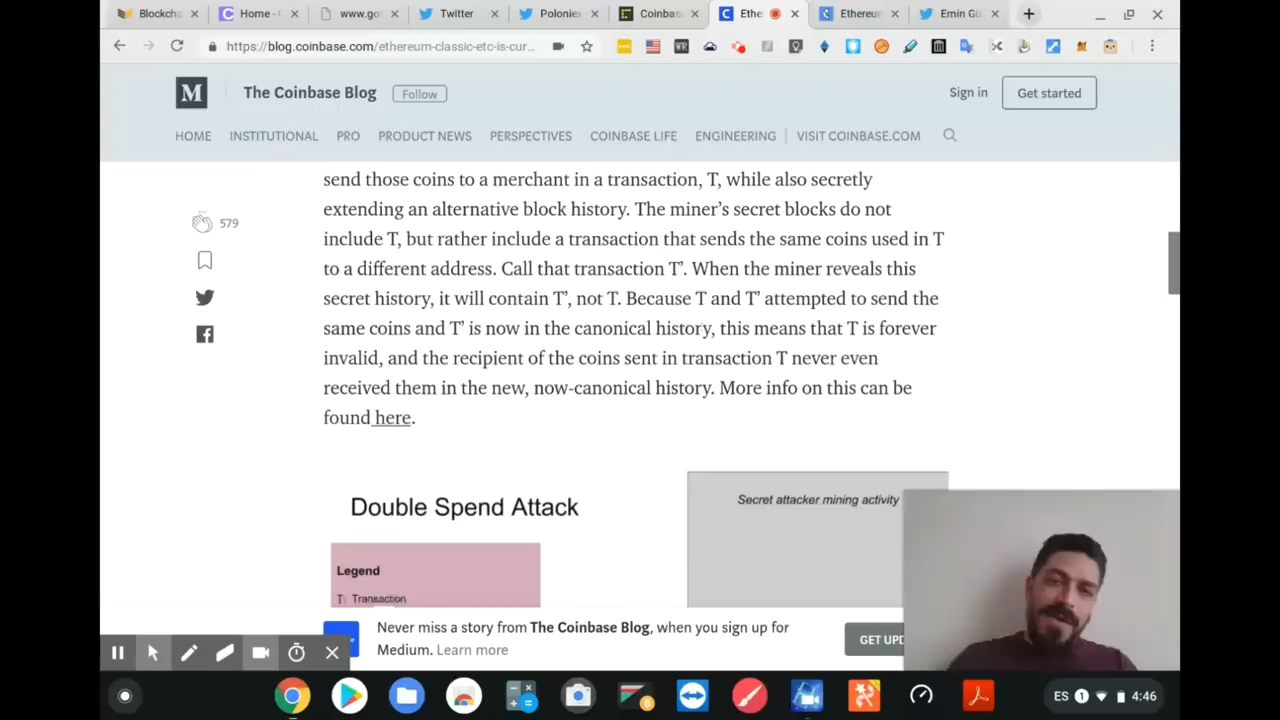 Blockcha
Home - C
www.go
Twitter
Polonie
Coinbas
Ethe
Ethereum
Emin Gü
https://blog.coinbase.com/ethereum-classic-etc-is-cur...
M
The Coinbase Blog
Follow
Sign in
Get started
HOME
INSTITUTIONAL
PRO
PRODUCT NEWS
PERSPECTIVES
COINBASE LIFE
ENGINEERING
VISIT COINBASE.COM
send those coins to a merchant in a transaction, T, while also secretly
extending an alternative block history. The miner’s secret blocks do not
include T, but rather include a transaction that sends the same coins used in T
to a different address. Call that transaction T’. When the miner reveals this
secret history, it will contain T’, not T. Because T and T’ attempted to send the
same coins and T’ is now in the canonical history, this means that T is forever
invalid, and the recipient of the coins sent in transaction T never even
received them in the new, now-canonical history. More info on this can be
found here.
579
Double Spend Attack
Secret attacker mining activity
Legend
T: Transaction
Never miss a story from The Coinbase Blog, when you sign up for
Medium. Learn more
GET UPD
ES 1 4:46